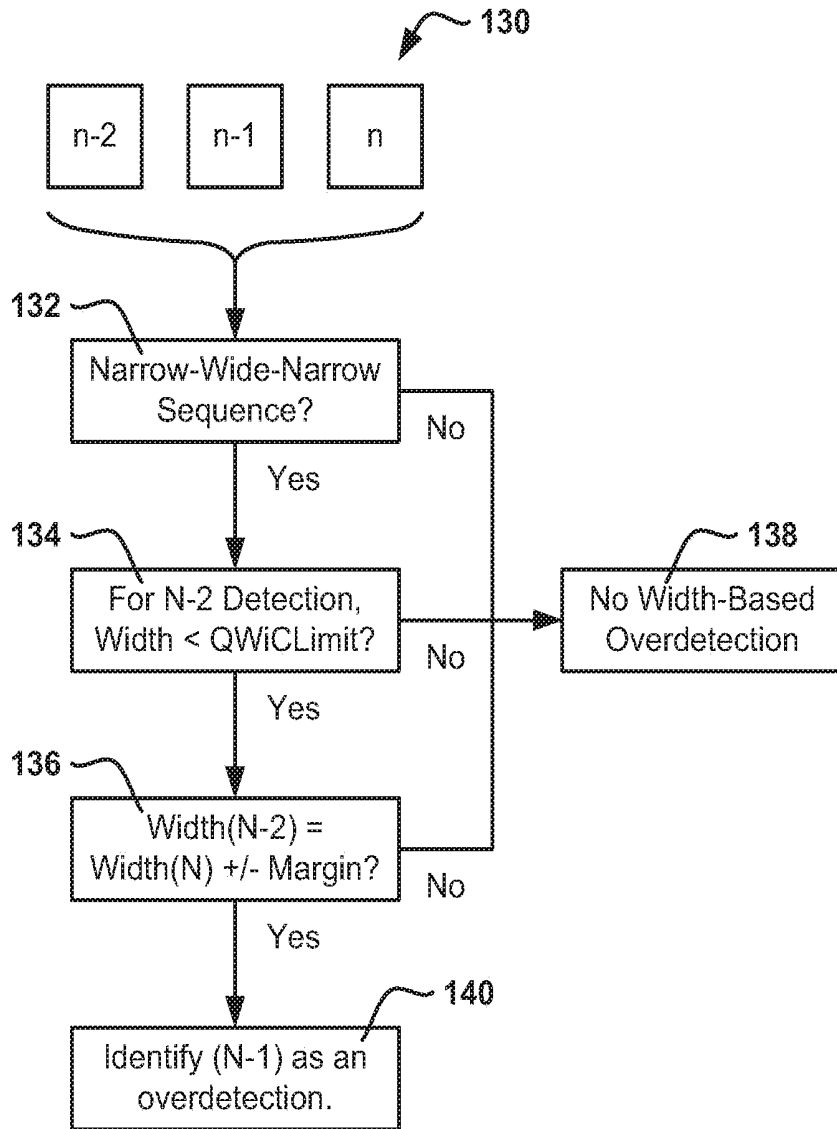 130
n-2
n-1
n
132
Narrow-Wide-Narrow
Sequence?
No
Yes
134
For N-2 Detection,
Width < QWiCLimit?
No
138
No Width-Based
Overdetection
Yes
136
Width(N-2) =
Width(N) +/- Margin?
No
Yes
140
Identify (N-1) as an
overdetection.